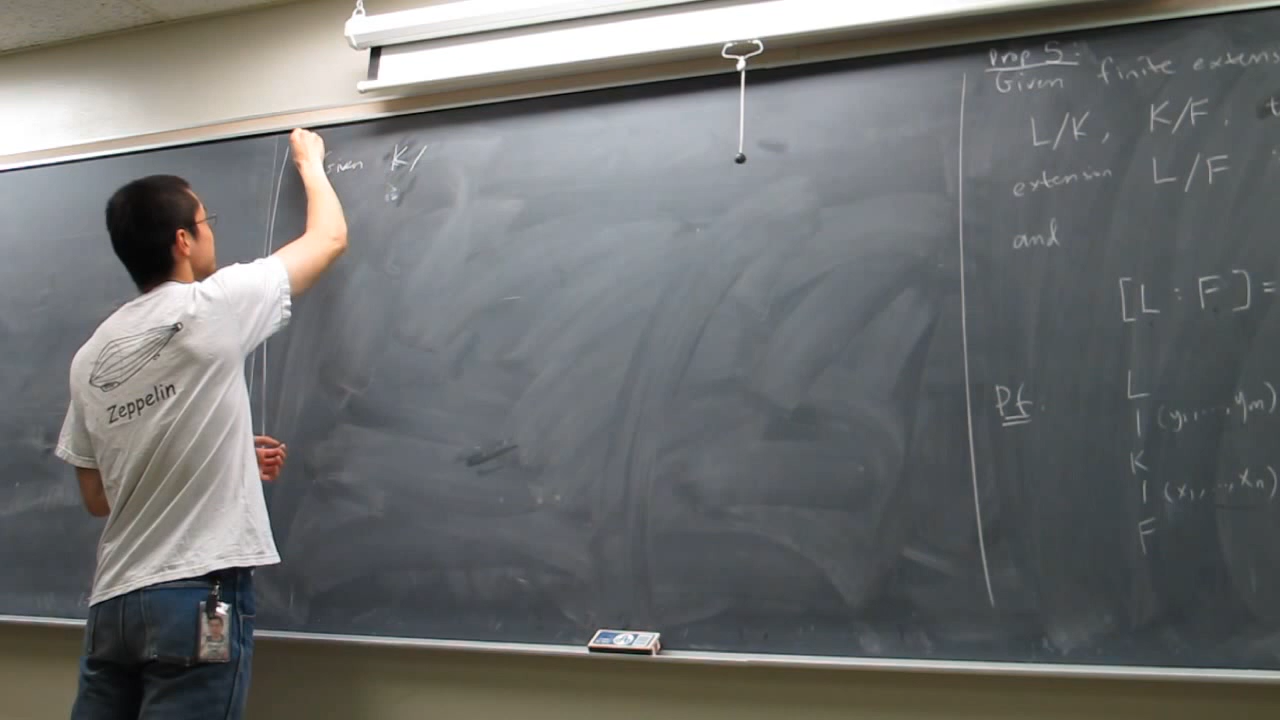 Zeppelin
Given K/
Prop 5:
Given finite extens
L/K, K/F, t
extension L/F
and
[L : F] =
Pf.
L
| (y1, ..., ym)
K
| (x1, ..., xn)
F